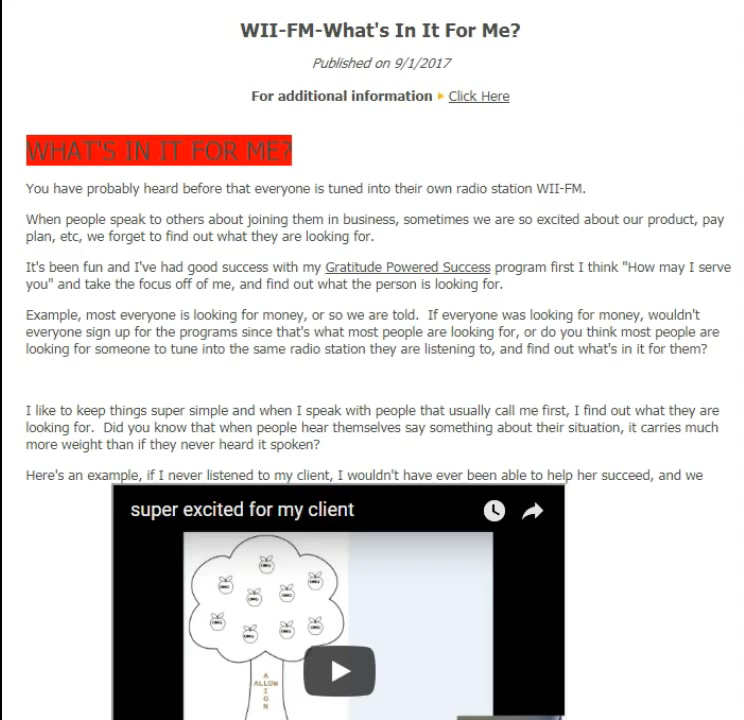 WII-FM-What's In It For Me?
Published on 9/1/2017
For additional information Click Here
WHAT'S IN IT FOR ME?
You have probably heard before that everyone is tuned into their own radio station WII-FM.
When people speak to others about joining them in business, sometimes we are so excited about our product, pay
plan, etc, we forget to find out what they are looking for.
It's been fun and I've had good success with my Gratitude Powered Success program first I think "How may I serve
you" and take the focus off of me, and find out what the person is looking for.
Example, most everyone is looking for money, or so we are told.  If everyone was looking for money, wouldn't
everyone sign up for the programs since that's what most people are looking for, or do you think most people are
looking for someone to tune into the same radio station they are listening to, and find out what's in it for them?
I like to keep things super simple and when I speak with people that usually call me first, I find out what they are
looking for.  Did you know that when people hear themselves say something about their situation, it carries much
more weight than if they never heard it spoken?
Here's an example, if I never listened to my client, I wouldn't have ever been able to help her succeed, and we
super excited for my client
A
ALLOW
I
G
N